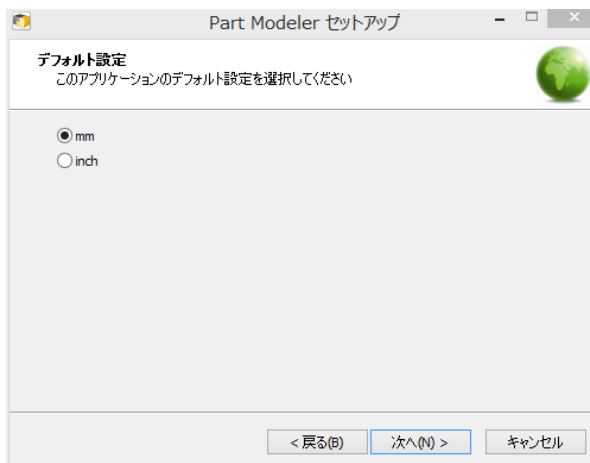 Part Modeler セットアップ
デフォルト設定
このアプリケーションのデフォルト設定を選択してください
mm
inch
< 戻る(B)
次へ(N) >
キャンセル